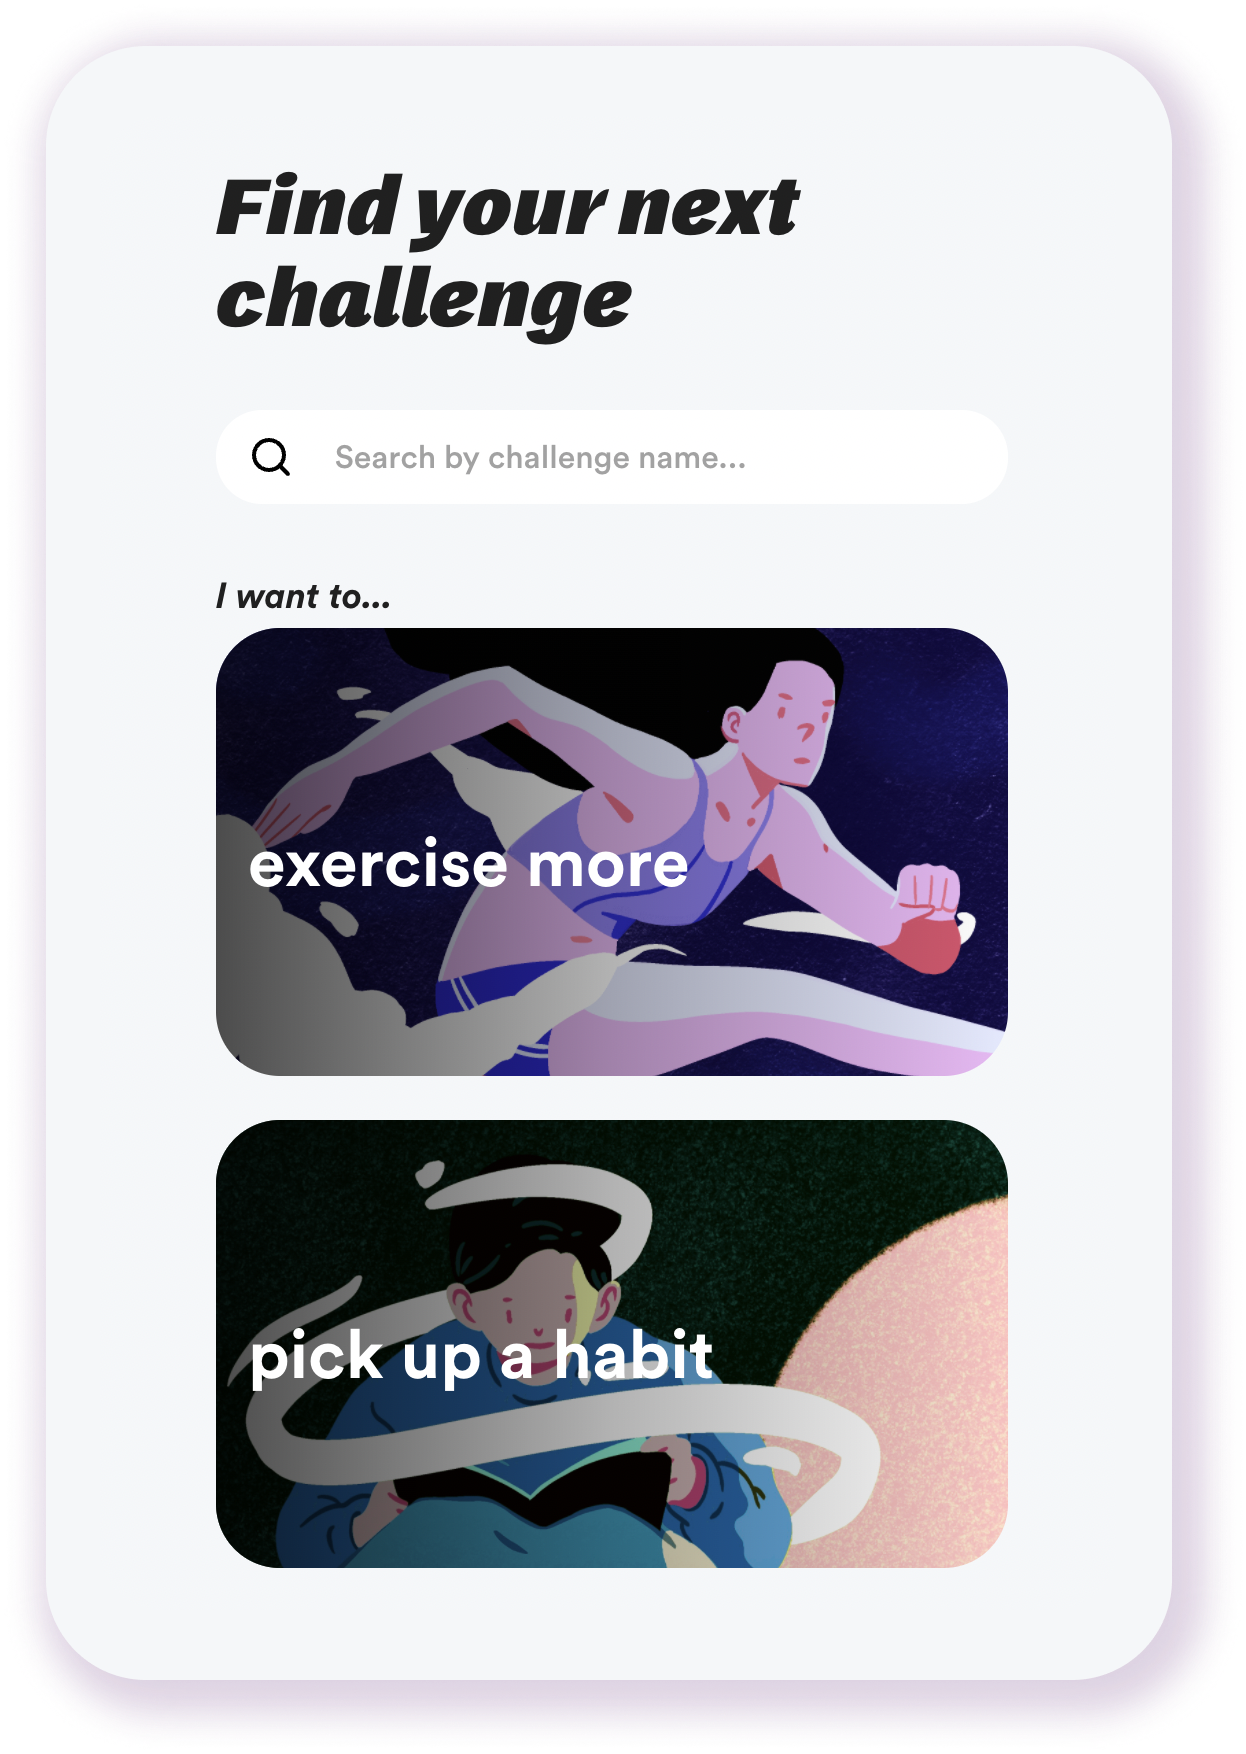 Find your next
challenge
Search by challenge name...
I want to...
exercise more
pick up a habit